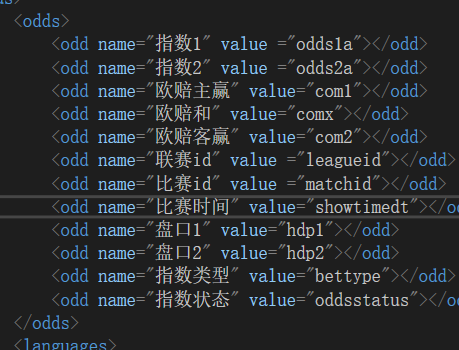 <odds>
<odd name="指数1" value ="odds1a"></odd>
<odd name="指数2" value ="odds2a"></odd>
<odd name="欧赔主赢" value="com1"></odd>
<odd name="欧赔和" value="comx"></odd>
<odd name="欧赔客赢" value="com2"></odd>
<odd name="联赛id" value ="leagueid"></odd>
<odd name="比赛id" value ="matchid"></odd>
<odd name="比赛时间" value="showtimedt"></o
<odd name="盘口1" value="hdp1"></odd>
<odd name="盘口2" value="hdp2"></odd>
<odd name="指数类型" value="bettype"></odd>
<odd name="指数状态" value="oddsstatus"></odd>
</odds>
<languages>